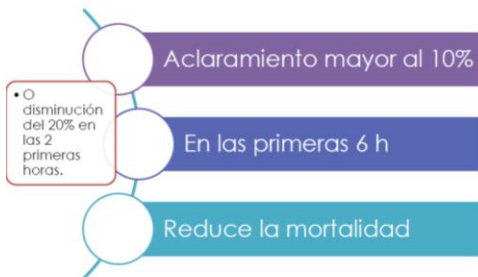 Aclaramiento mayor al 10%
• O
disminución
del 20% en
las 2
primeras
horas.
En las primeras 6 h
Reduce la mortalidad